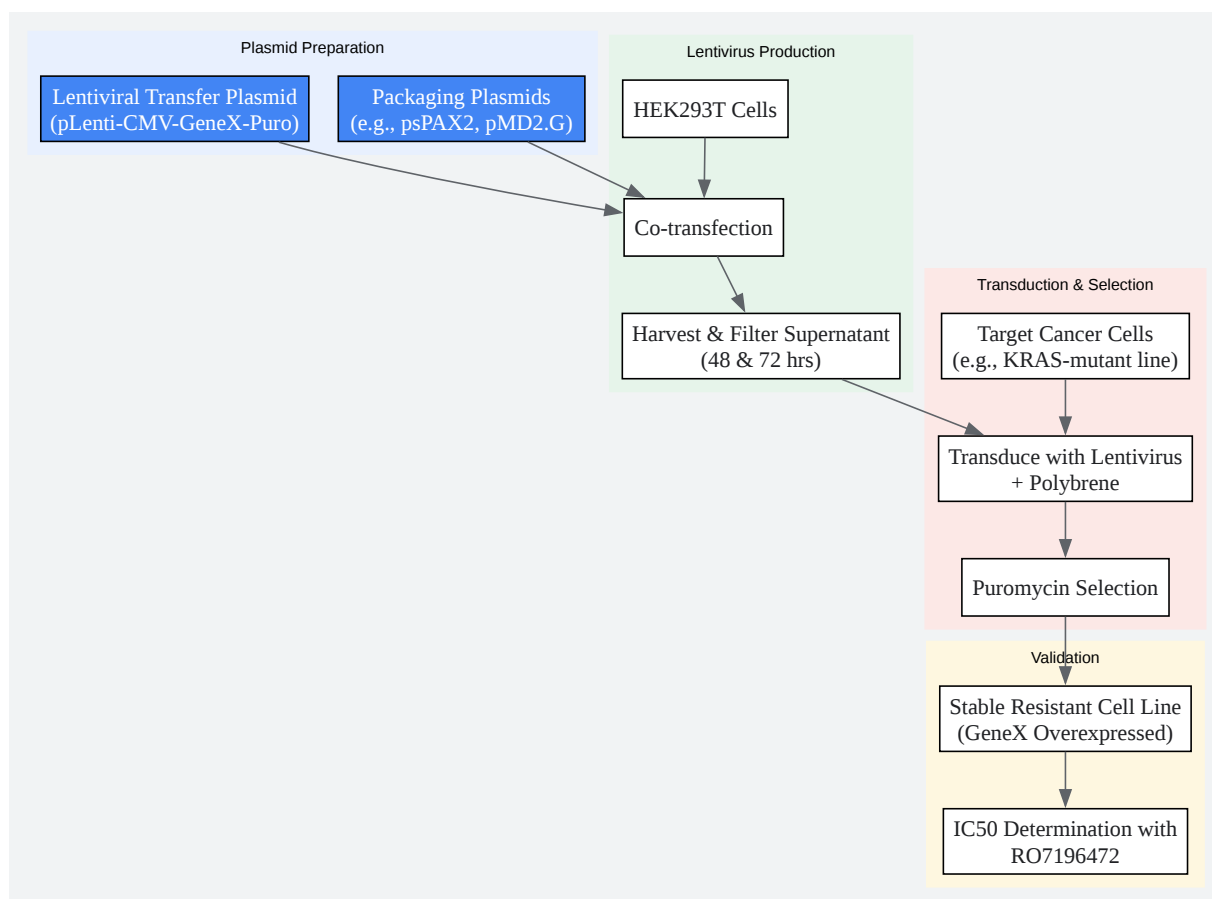 Plasmid Preparation
Lentiviral Transfer Plasmid
(pLenti-CMV-GeneX-Puro)
Packaging Plasmids
(e.g., psPAX2, pMD2.G)
Lentivirus Production
HEK293T Cells
Co-transfection
Harvest & Filter Supernatant
(48 & 72 hrs)
Transduction & Selection
Target Cancer Cells
(e.g., KRAS-mutant line)
Transduce with Lentivirus
+ Polybrene
Puromycin Selection
Validation
Stable Resistant Cell Line
(GeneX Overexpressed)
IC50 Determination with
RO7196472